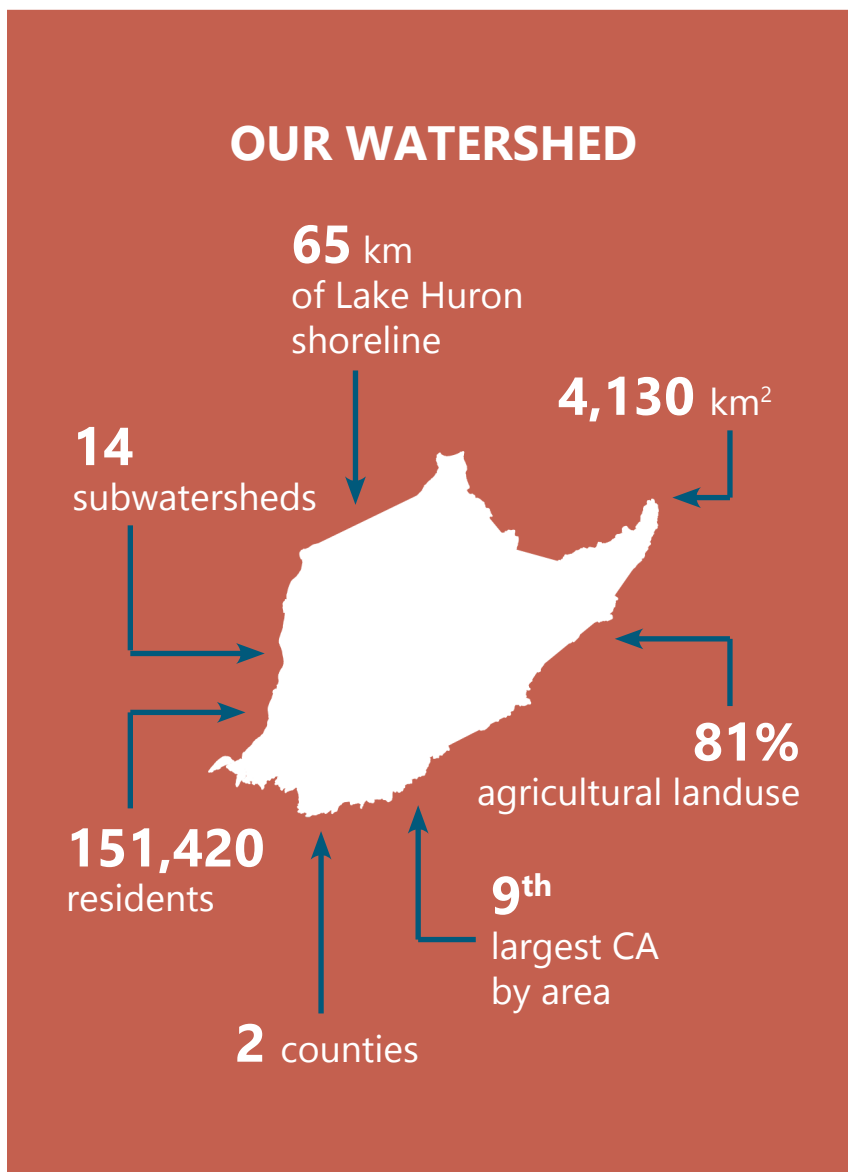 OUR WATERSHED
65 km
of Lake Huron
shoreline
4,130 km²
14
subwatersheds
81%
agricultural landuse
151,420
residents
9th
largest CA
by area
2 counties